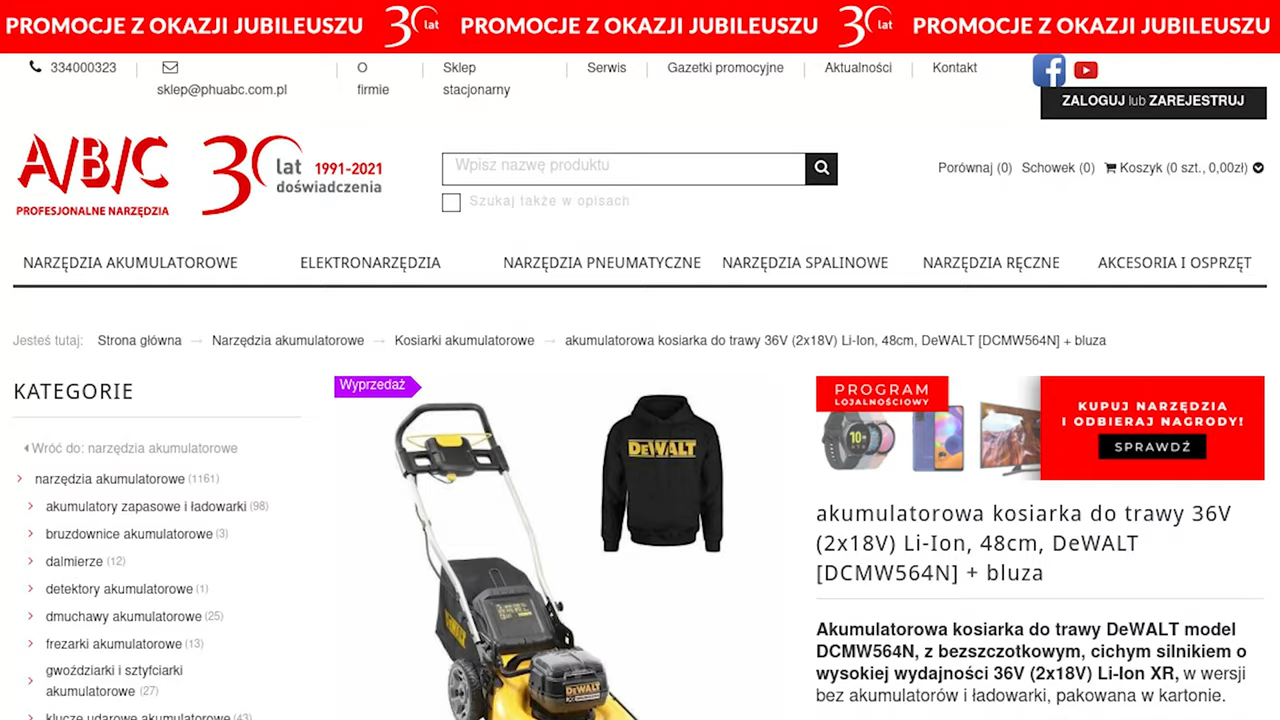 PROMOCJE Z OKAZJI JUBILEUSZU 30 lat PROMOCJE Z OKAZJI JUBILEUSZU 30 lat PROMOCJE Z OKAZJI JUBILEUSZU
334000323
sklep@phuabc.com.pl
O firmie
Sklep stacjonarny
Serwis
Gazetki promocyjne
Aktualności
Kontakt
ZALOGUJ lub ZAREJESTRUJ
A/B/C
PROFESJONALNE NARZĘDZIA
30 lat 1991-2021
doświadczenia
Wpisz nazwę produktu
Szukaj także w opisach
Porównaj (0) Schowek (0) Koszyk (0 szt., 0,00zł)
NARZĘDZIA AKUMULATOROWE ELEKTRONARZĘDZIA NARZĘDZIA PNEUMATYCZNE NARZĘDZIA SPALINOWE NARZĘDZIA RĘCZNE AKCESORIA I OSPRZĘT
Jesteś tutaj: Strona główna → Narzędzia akumulatorowe → Kosiarki akumulatorowe → akumulatorowa kosiarka do trawy 36V (2x18V) Li-Ion, 48cm, DeWALT [DCMW564N] + bluza
KATEGORIE
Wróć do: narzędzia akumulatorowe
narzędzia akumulatorowe (1161)
akumulatory zapasowe i ładowarki (98)
bruzdownice akumulatorowe (3)
dalmierze (12)
detektory akumulatorowe (1)
dmuchawy akumulatorowe (25)
frezarki akumulatorowe (13)
gwoździarki i sztyfciarki
akumulatorowe (27)
klucze udarowe akumulatorowe (43)
Wyprzedaż
DEWALT
DEWALT
DEWALT
PROGRAM
LOJALNOŚCIOWY
10
KUPUJ NARZĘDZIA
I ODBIERAJ NAGRODY!
SPRAWDŹ
akumulatorowa kosiarka do trawy 36V
(2x18V) Li-Ion, 48cm, DeWALT
[DCMW564N] + bluza
Akumulatorowa kosiarka do trawy DeWALT model
DCMW564N, z bezszczotkowym, cichym silnikiem o
wysokiej wydajności 36V (2x18V) Li-Ion XR, w wersji
bez akumulatorów i ładowarki, pakowana w kartonie.